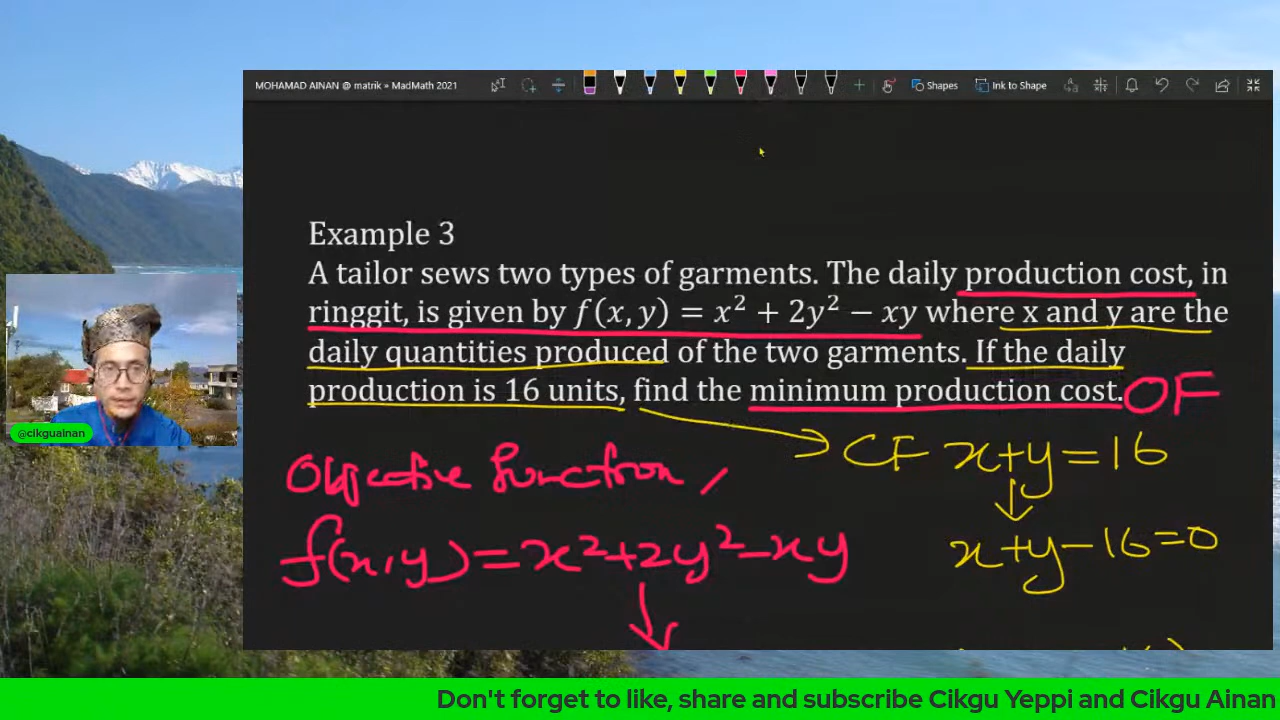 MOHAMAD AINAN @ matrik » MadMath 2021
Shapes
Ink to Shape
Example 3
A tailor sews two types of garments. The daily production cost, in
ringgit, is given by f(x, y) = x² + 2y² − xy where x and y are the
daily quantities produced of the two garments. If the daily
production is 16 units, find the minimum production cost. OF
CF x+y=16
Objective function,
x+y-16=0
f(x,y)=x²+2y²-xy
@cikguainan
Don't forget to like, share and subscribe Cikgu Yeppi and Cikgu Ainan